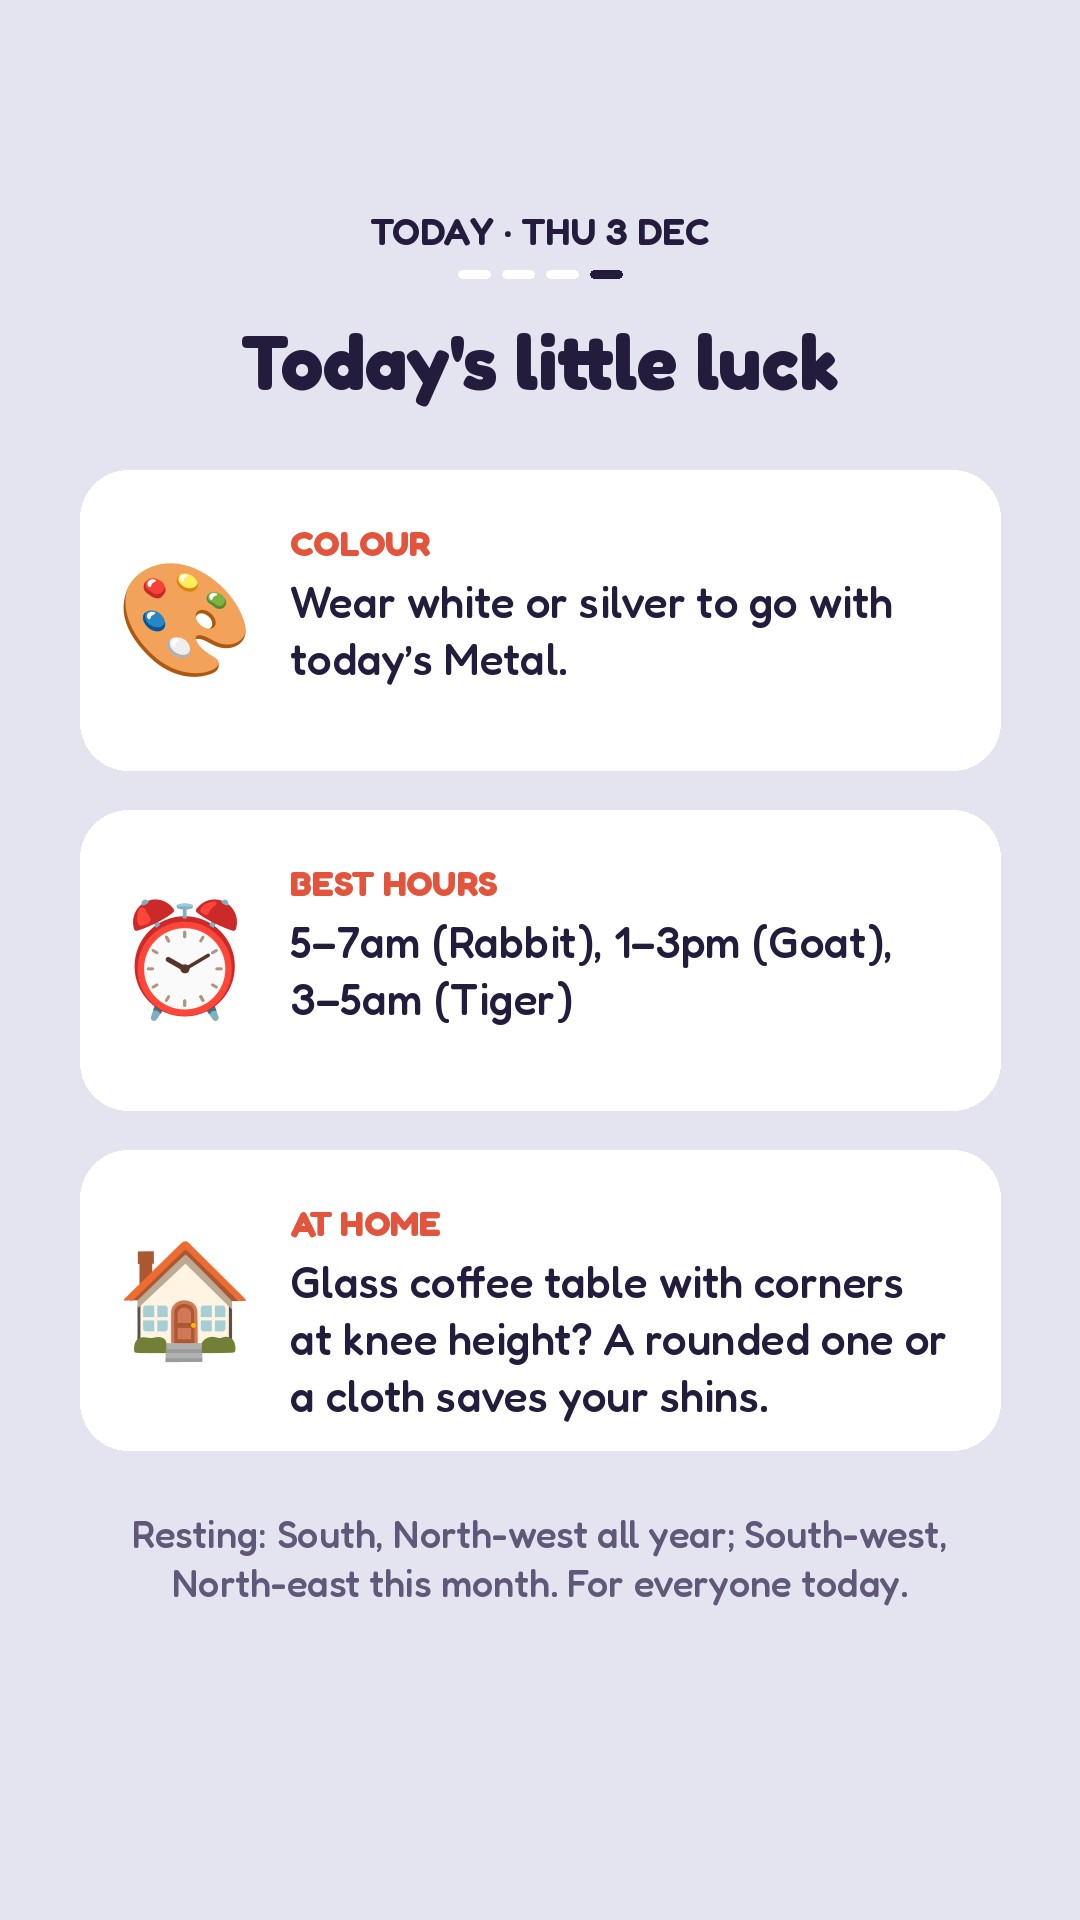 TODAY · THU 3 DEC
Today's little luck
COLOUR
Wear white or silver to go with
today’s Metal.
BEST HOURS
5–7am (Rabbit), 1–3pm (Goat),
3–5am (Tiger)
AT HOME
Glass coffee table with corners
at knee height? A rounded one or
a cloth saves your shins.
Resting: South, North-west all year; South-west,
North-east this month. For everyone today.